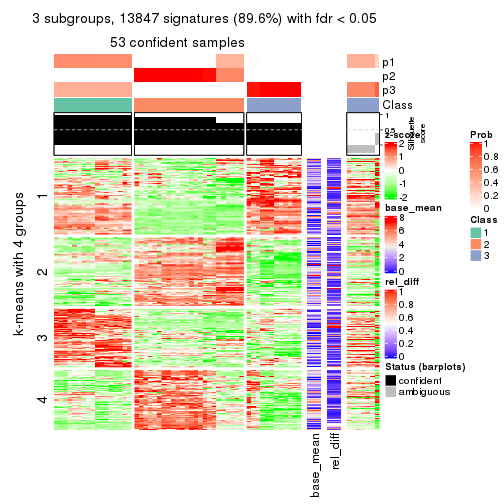 3 subgroups, 13847 signatures (89.6%) with fdr < 0.05
53 confident samples
p1
p2
p3
Class
1
0.5
Silhouette
score
k-means with 4 groups
1
2
3
4
base_mean
rel_diff
z-score
2
1
0
-1
-2
base_mean
8
6
4
2
0
rel_diff
1
0.8
0.6
0.4
0.2
0
Status (barplots)
confident
ambiguous
Prob
1
0.8
0.6
0.4
0.2
0
Class
1
2
3